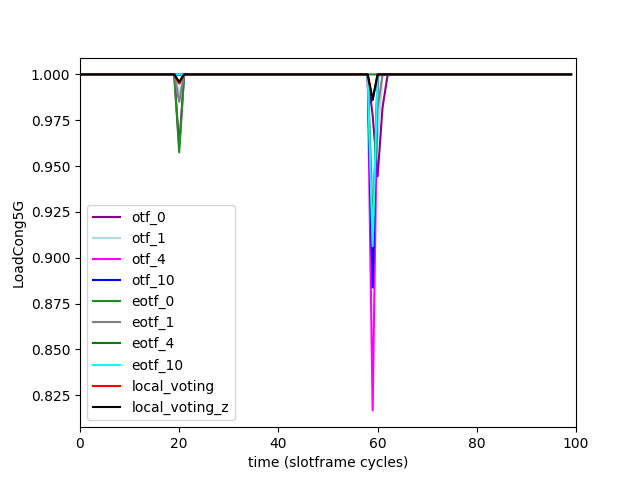 1.000
0.975
0.950
0.925
0.900
0.875
0.850
0.825
LoadCong5G
otf_0
otf_1
otf_4
otf_10
eotf_0
eotf_1
eotf_4
eotf_10
local_voting
local_voting_z
0 20 40 60 80 100
time (slotframe cycles)